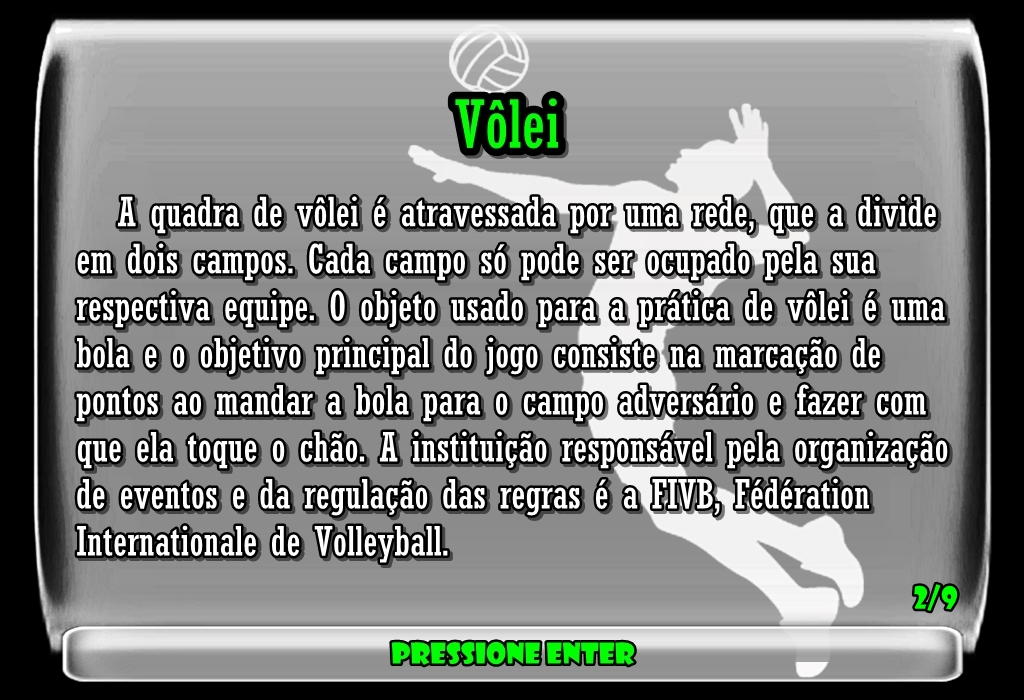 Vôlei
A quadra de vôlei é atravessada por uma rede, que a divide
em dois campos. Cada campo só pode ser ocupado pela sua
respectiva equipe. O objeto usado para a prática de vôlei é uma
bola e o objetivo principal do jogo consiste na marcação de
pontos ao mandar a bola para o campo adversário e fazer com
que ela toque o chão. A instituição responsável pela organização
de eventos e da regulação das regras é a FIVB, Fédération
Internationale de Volleyball.
2/9
PRESSIONE ENTER